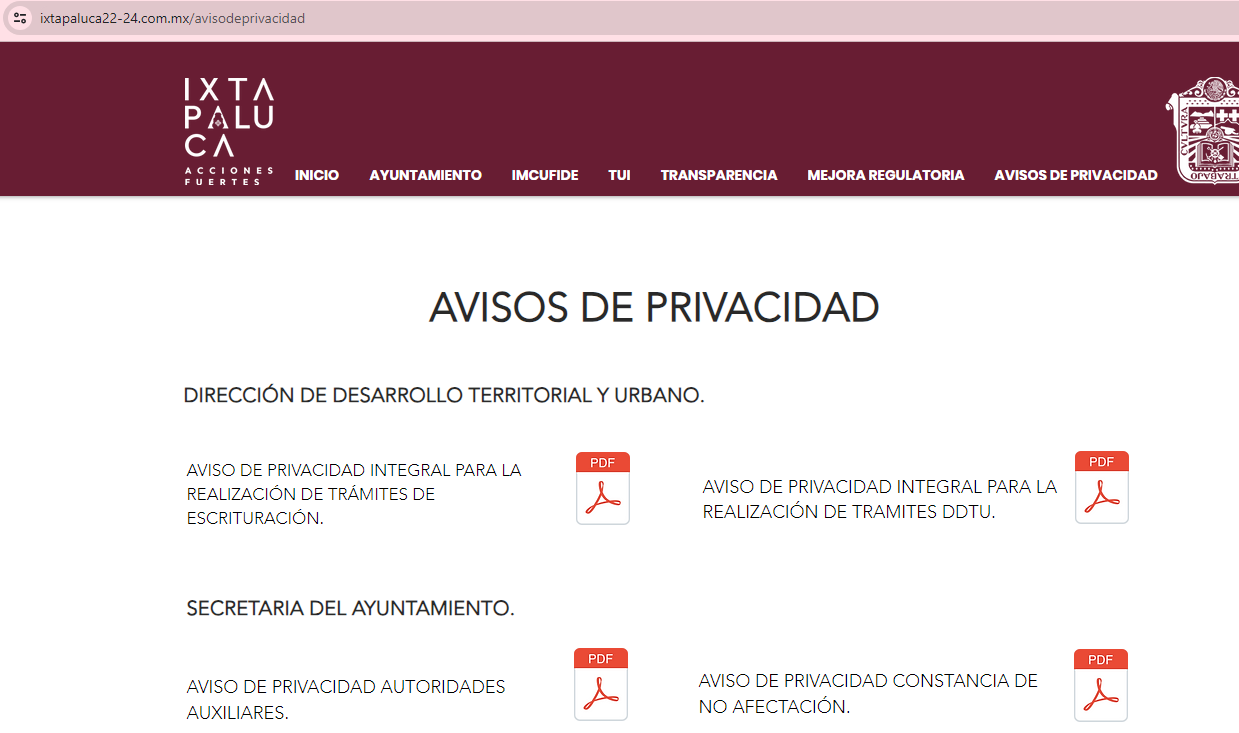 ixtapaluca22-24.com.mx/avisodeprivacidad
IXTA
PALU
CA
ACCIONES
FUERTES
INICIO AYUNTAMIENTO IMCUFIDE TUI TRANSPARENCIA MEJORA REGULATORIA AVISOS DE PRIVACIDAD
CVLTVRA
TRABAJO
AVISOS DE PRIVACIDAD
DIRECCIÓN DE DESARROLLO TERRITORIAL Y URBANO.
AVISO DE PRIVACIDAD INTEGRAL PARA LA
REALIZACIÓN DE TRÁMITES DE
ESCRITURACIÓN.
PDF
AVISO DE PRIVACIDAD INTEGRAL PARA LA
REALIZACIÓN DE TRAMITES DDTU.
PDF
SECRETARIA DEL AYUNTAMIENTO.
AVISO DE PRIVACIDAD AUTORIDADES
AUXILIARES.
PDF
AVISO DE PRIVACIDAD CONSTANCIA DE
NO AFECTACIÓN.
PDF